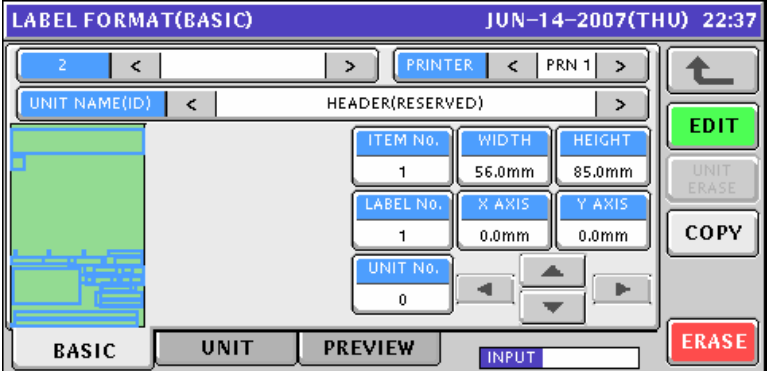 LABEL FORMAT(BASIC) JUN-14-2007(THU) 22:37
2 < > PRINTER < PRN 1 >
UNIT NAME(ID) < HEADER(RESERVED) >
EDIT
ITEM No. WIDTH HEIGHT
1 56.0mm 85.0mm
UNIT ERASE
LABEL No. X AXIS Y AXIS
1 0.0mm 0.0mm
COPY
UNIT No.
0
ERASE
BASIC UNIT PREVIEW INPUT